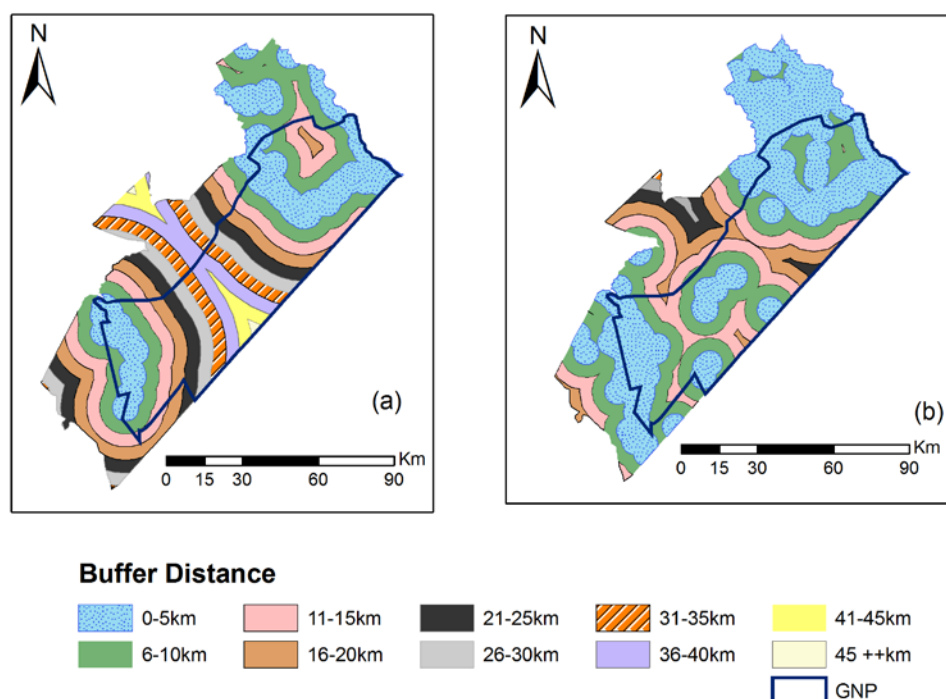 N
(a)
Km
0 15 30 60 90
N
(b)
Km
0 15 30 60 90
Buffer Distance
0-5km 11-15km 21-25km 31-35km 41-45km
6-10km 16-20km 26-30km 36-40km 45 ++km
GNP